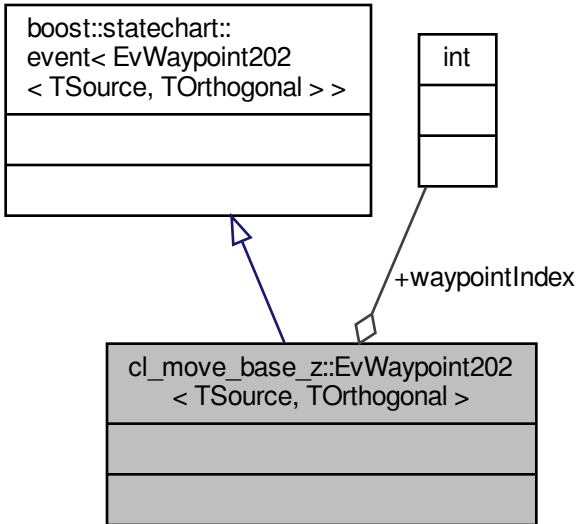 boost::statechart::
event< EvWaypoint202
< TSource, TOrthogonal > >
int
+waypointIndex
cl_move_base_z::EvWaypoint202
< TSource, TOrthogonal >